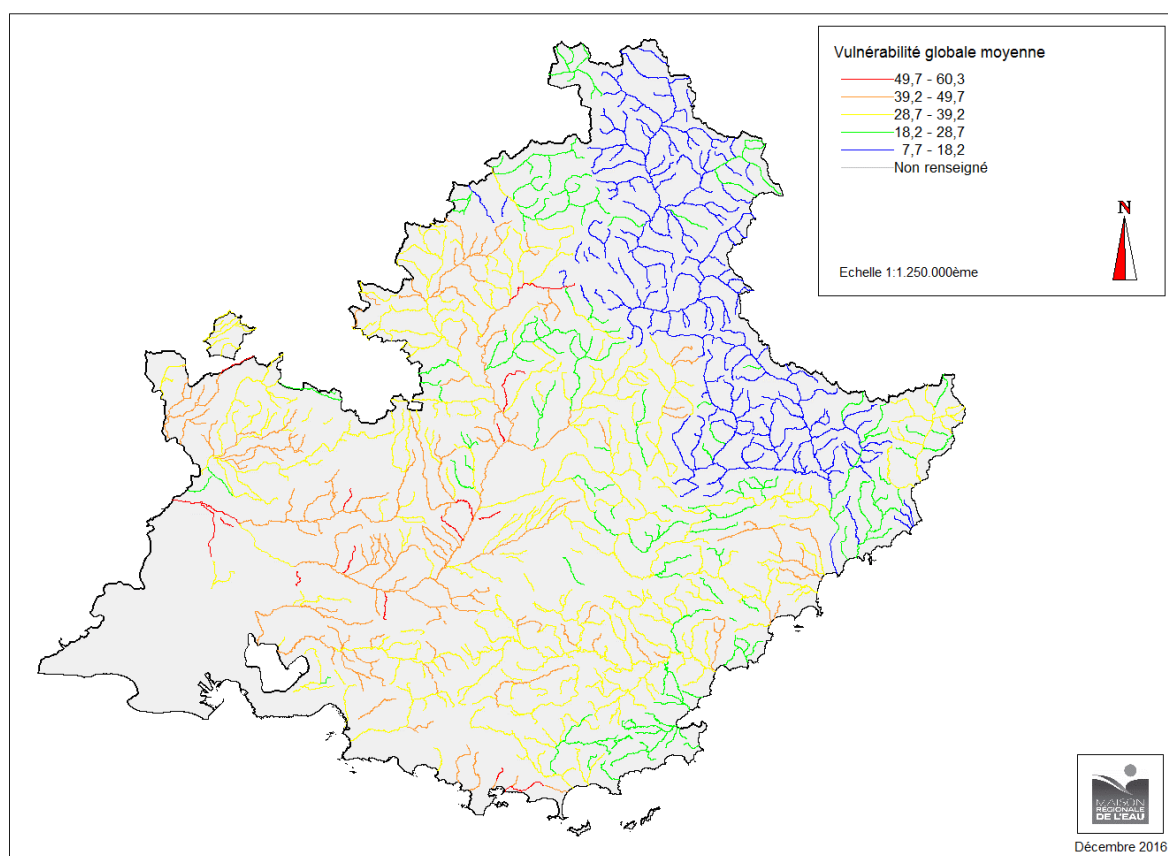 Vulnérabilité globale moyenne
49,7 - 60,3
39,2 - 49,7
28,7 - 39,2
18,2 - 28,7
7,7 - 18,2
Non renseigné
N
Echelle 1:1.250.000ème
MAISON
RÉGIONALE
DE L'EAU
Décembre 2016